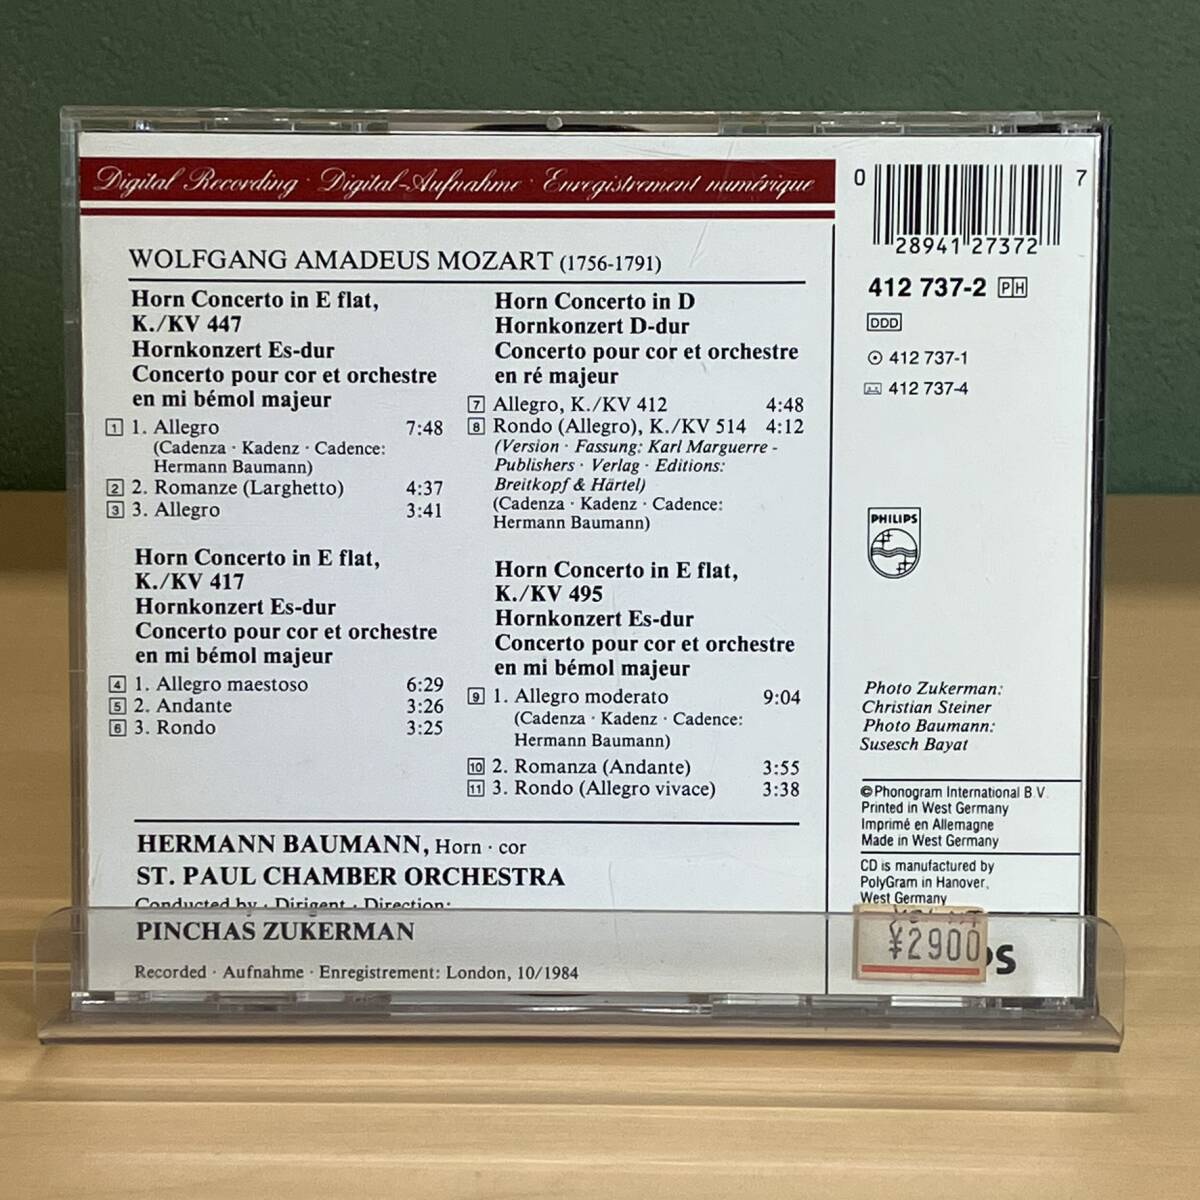 Digital Recording · Digital-Aufnahme · Enregistrement numérique
WOLFGANG AMADEUS MOZART (1756-1791)
Horn Concerto in E flat,
K./KV 447
Hornkonzert Es-dur
Concerto pour cor et orchestre
en mi bémol majeur
1 1. Allegro 7:48
(Cadenza · Kadenz · Cadence:
Hermann Baumann)
2 2. Romanze (Larghetto) 4:37
3 3. Allegro 3:41
Horn Concerto in E flat,
K./KV 417
Hornkonzert Es-dur
Concerto pour cor et orchestre
en mi bémol majeur
4 1. Allegro maestoso 6:29
5 2. Andante 3:26
6 3. Rondo 3:25
Horn Concerto in D
Hornkonzert D-dur
Concerto pour cor et orchestre
en ré majeur
7 Allegro, K./KV 412 4:48
8 Rondo (Allegro), K./KV 514 4:12
(Version · Fassung: Karl Marguerre -
Publishers · Verlag · Editions:
Breitkopf & Härtel)
(Cadenza · Kadenz · Cadence:
Hermann Baumann)
Horn Concerto in E flat,
K./KV 495
Hornkonzert Es-dur
Concerto pour cor et orchestre
en mi bémol majeur
9 1. Allegro moderato 9:04
(Cadenza · Kadenz · Cadence:
Hermann Baumann)
10 2. Romanza (Andante) 3:55
11 3. Rondo (Allegro vivace) 3:38
HERMANN BAUMANN, Horn · cor
ST. PAUL CHAMBER ORCHESTRA
Conducted by · Dirigent · Direction:
PINCHAS ZUKERMAN
Recorded · Aufnahme · Enregistrement: London, 10/1984
0 28941 27372 7
412 737-2 PH
DDD
412 737-1
412 737-4
PHILIPS
Photo Zukerman:
Christian Steiner
Photo Baumann:
Susesch Bayat
© Phonogram International B.V.
Printed in West Germany
Imprimé en Allemagne
Made in West Germany
CD is manufactured by
PolyGram in Hanover,
West Germany
¥2900
PS